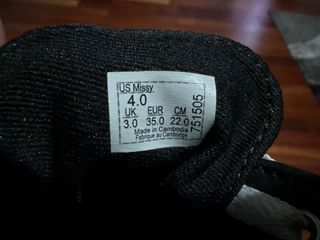 US Missy
4.0
UK EUR CM
3.0 35.0 22.0
Made in Cambodia
Fabriqué au Cambodge
751505